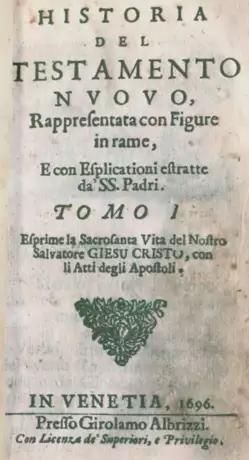 HISTORIA
DEL
TESTAMENTO
NVOVO,
Rappreſentata con Figure
in rame,
E con Eſplicationi eſtratte
da' SS. Padri.
TOMO I
Eſprime la Sacroſanta Vita del Noſtro
Salvatore GIESU CRISTO, con
li Atti degli Apoſtoli.
IN VENETIA, 1696.
Preſſo Girolamo Albrizzi.
Con Licenza de' Superiori, e Privilegio.